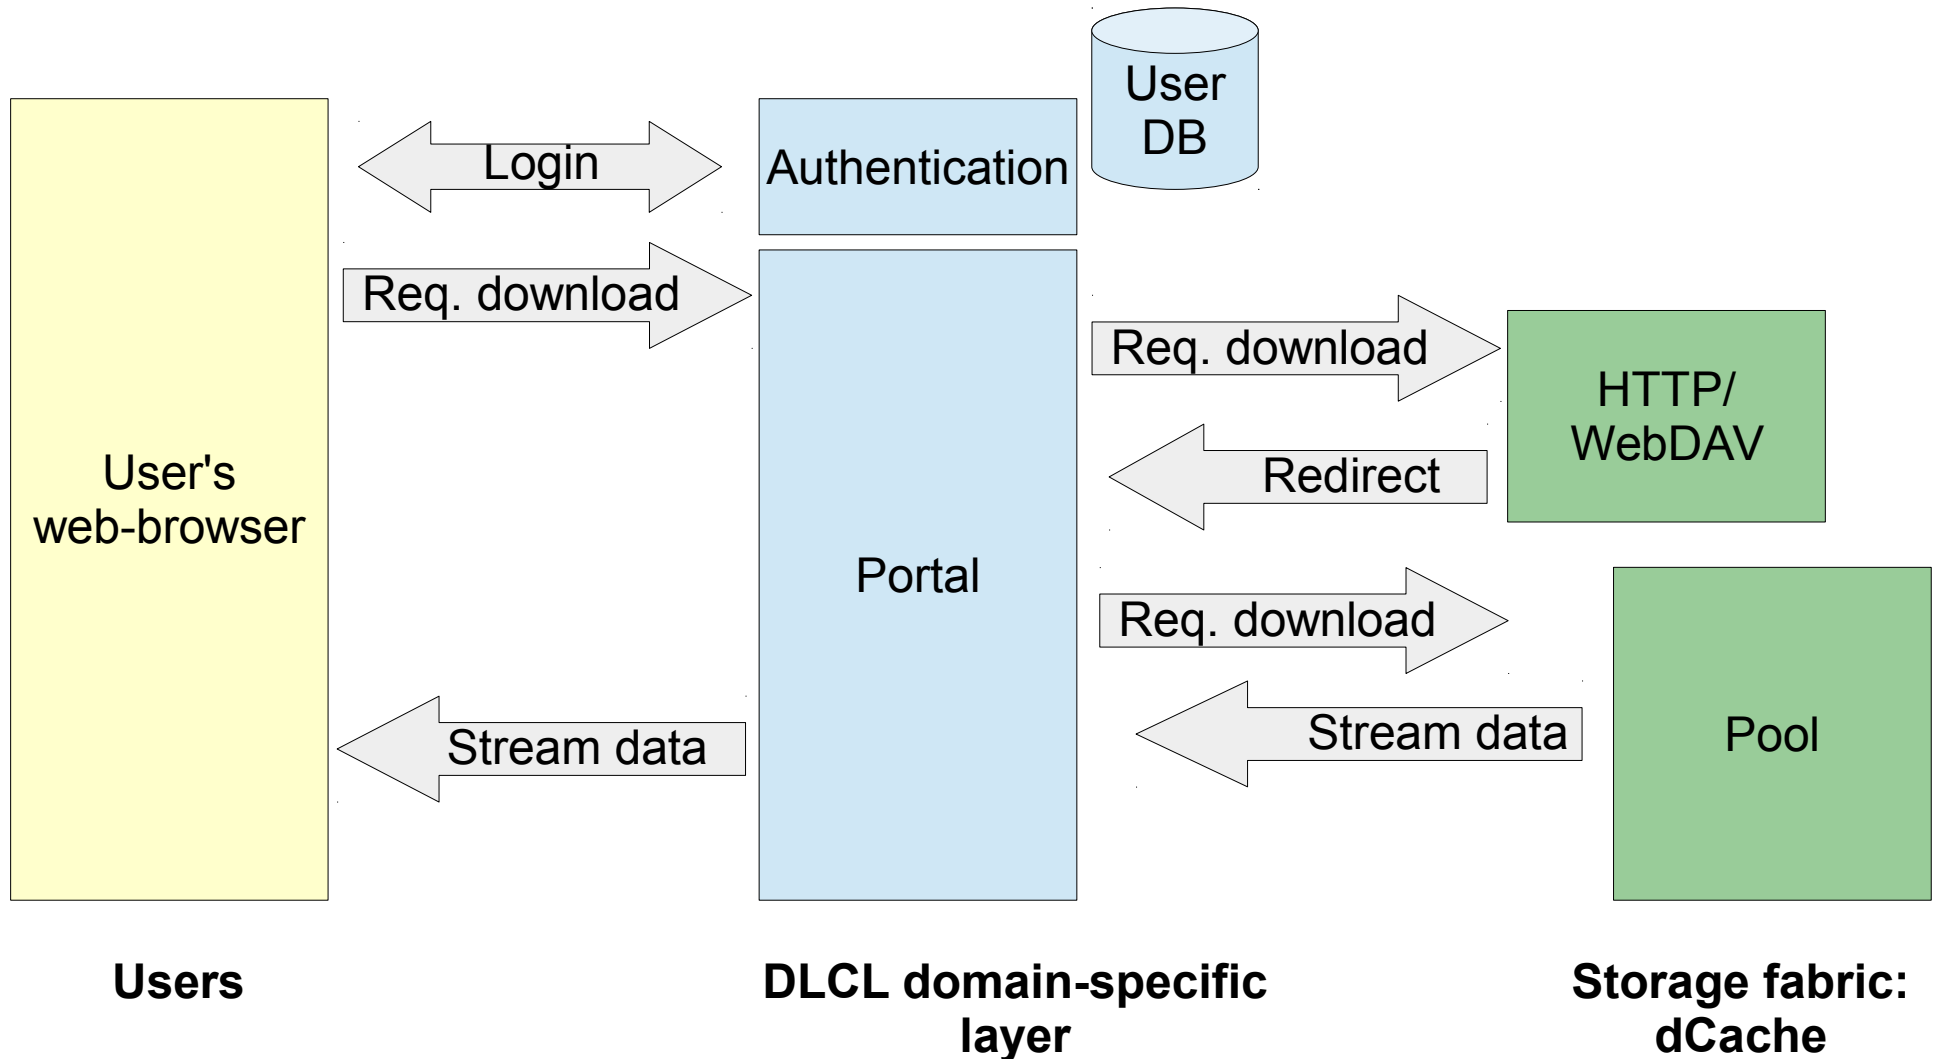 User
DB
Login
Authentication
Req. download
Req. download
HTTP/
WebDAV
Redirect
User's
web-browser
Portal
Req. download
Stream data
Stream data
Pool
Users
DLCL domain-specific
layer
Storage fabric:
dCache